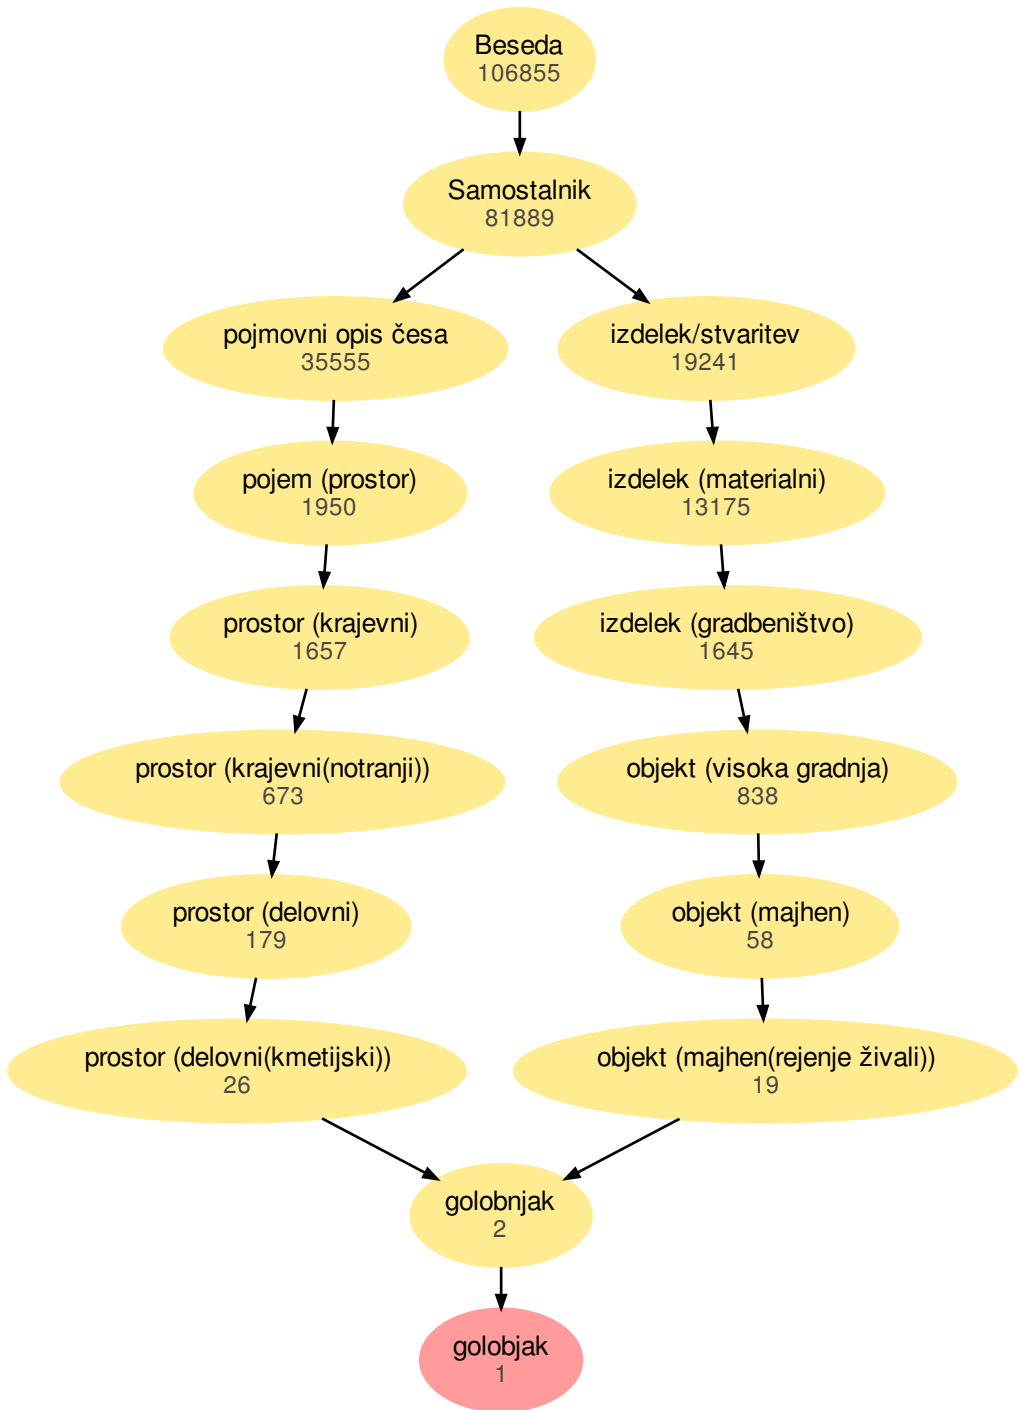 Beseda
106855
Samostalnik
81889
pojmovni opis česa
35555
izdelek/stvaritev
19241
pojem (prostor)
1950
izdelek (materialni)
13175
prostor (krajevni)
1657
izdelek (gradbeništvo)
1645
prostor (krajevni(notranji))
673
objekt (visoka gradnja)
838
prostor (delovni)
179
objekt (majhen)
58
prostor (delovni(kmetijski))
26
objekt (majhen(rejenje živali))
19
golobnjak
2
golobjak
1